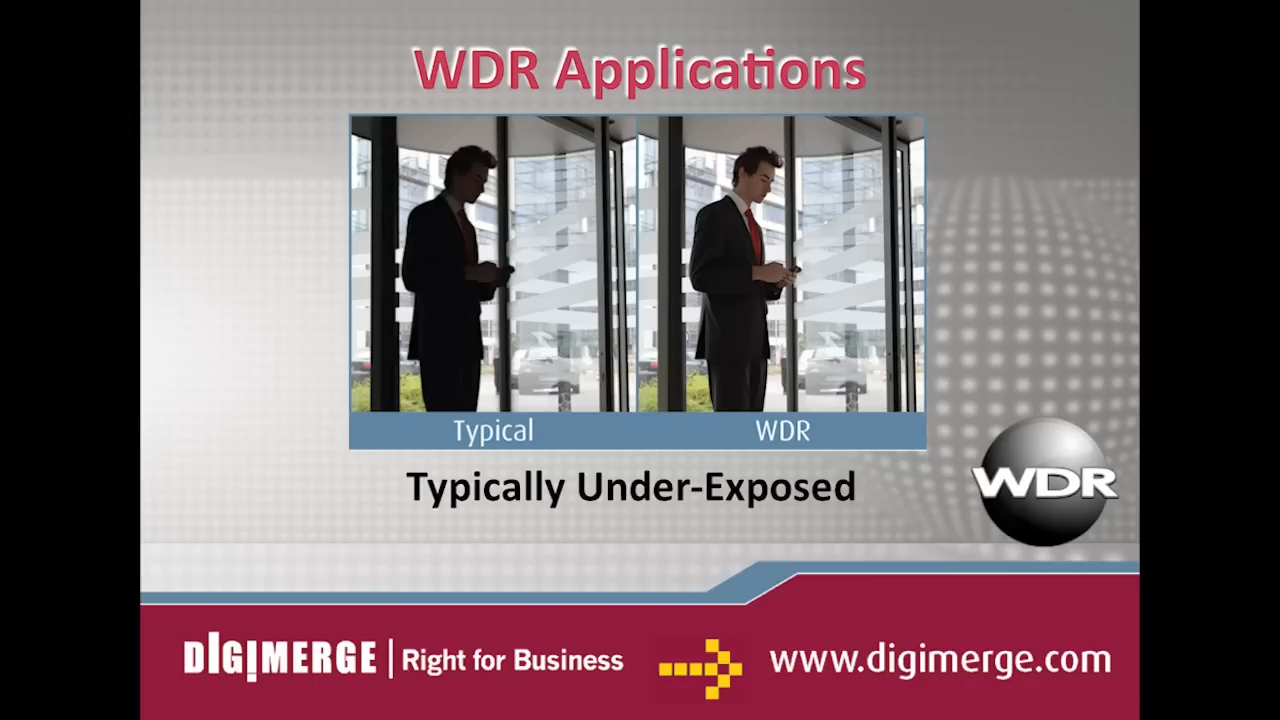 WDR Applications
Typical
WDR
Typically Under-Exposed
WDR
DIGIMERGE | Right for Business
www.digimerge.com